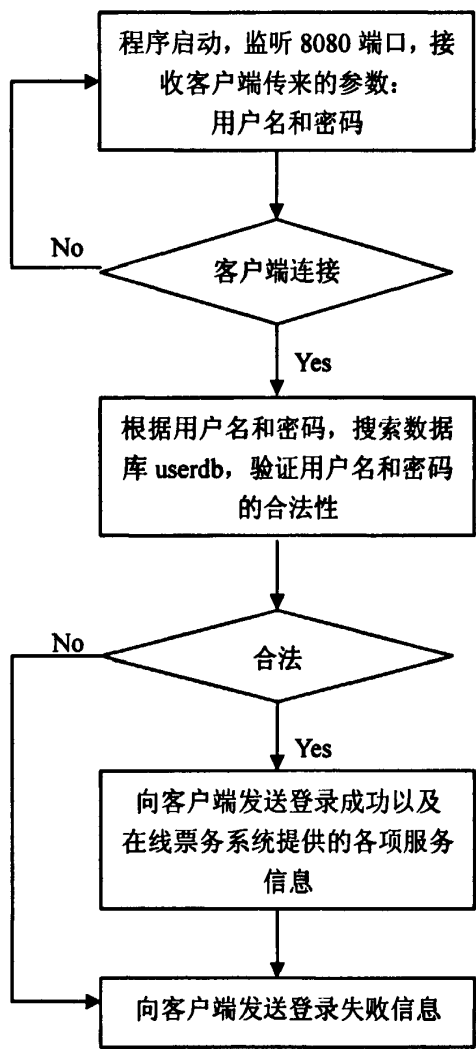 程序启动，监听 8080 端口，接
收客户端传来的参数：
用户名和密码
No
客户端连接
Yes
根据用户名和密码，搜索数据
库 userdb，验证用户名和密码
的合法性
No
合法
Yes
向客户端发送登录成功以及
在线票务系统提供的各项服务
信息
向客户端发送登录失败信息